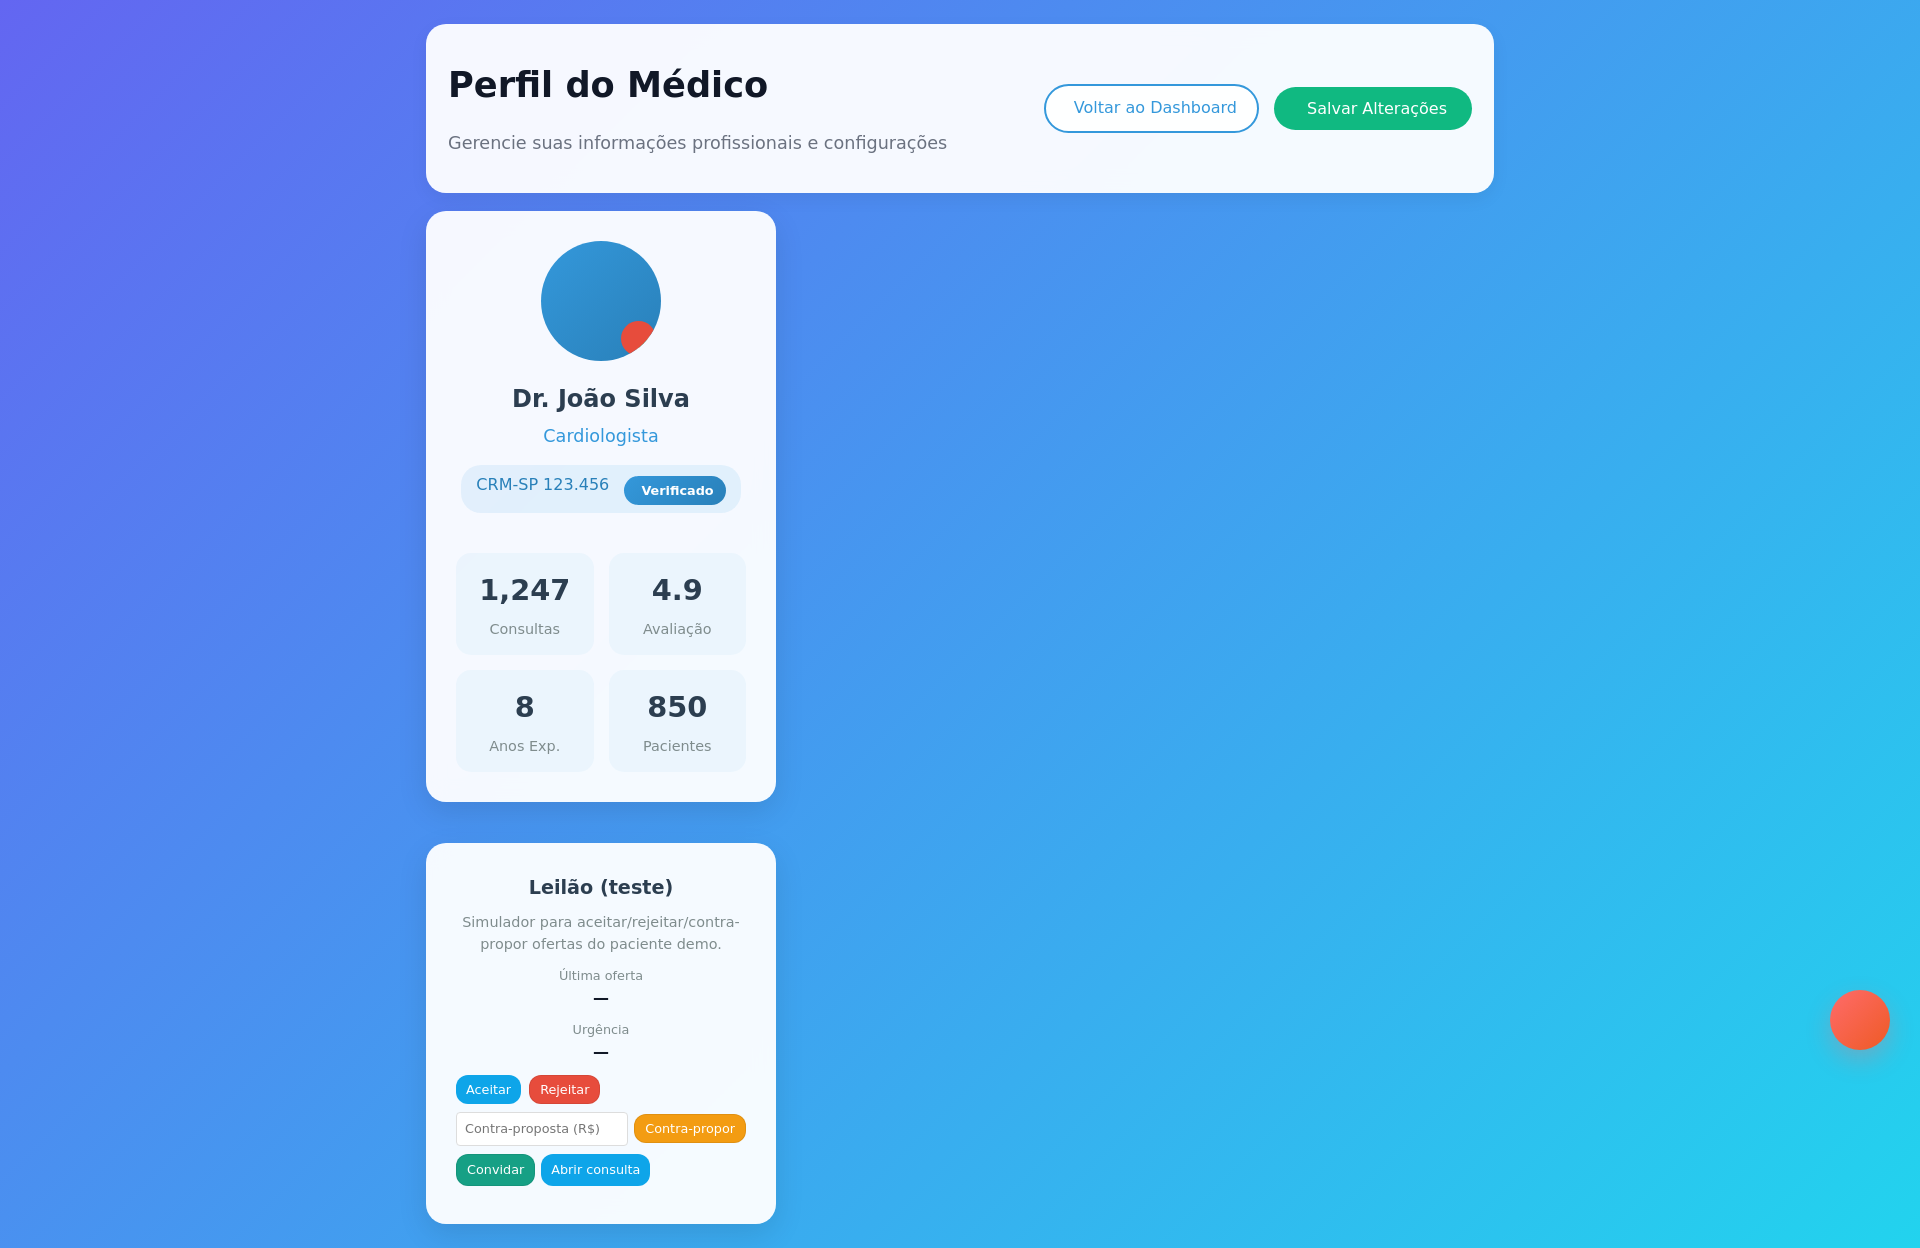 Perfil do Médico
Gerencie suas informações profissionais e configurações
Voltar ao Dashboard
Salvar Alterações
Dr. João Silva
Cardiologista
CRM-SP 123.456
Verificado
1,247
Consultas
4.9
Avaliação
8
Anos Exp.
850
Pacientes
Leilão (teste)
Simulador para aceitar/rejeitar/contra-
propor ofertas do paciente demo.
Última oferta
—
Urgência
—
Aceitar
Rejeitar
Contra-proposta (R$)
Contra-propor
Convidar
Abrir consulta